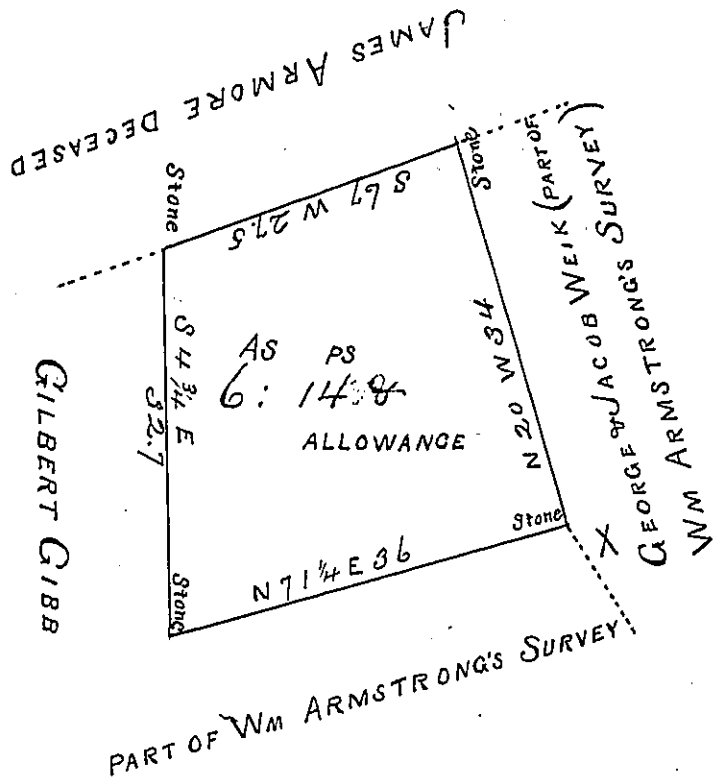 JAMES ARMORE DECEASED
Stone
Stone
S 67 W 27.5
GEORGE & JACOB WEIK (PART OF
WM ARMSTRONG'S SURVEY)
S 4 3/4 E
32.7
AS PS
6: 14
ALLOWANCE
N 20 W 34
GILBERT GIBB
Stone
X
N 71 1/4 E 36
Stone
PART OF WM ARMSTRONG'S SURVEY